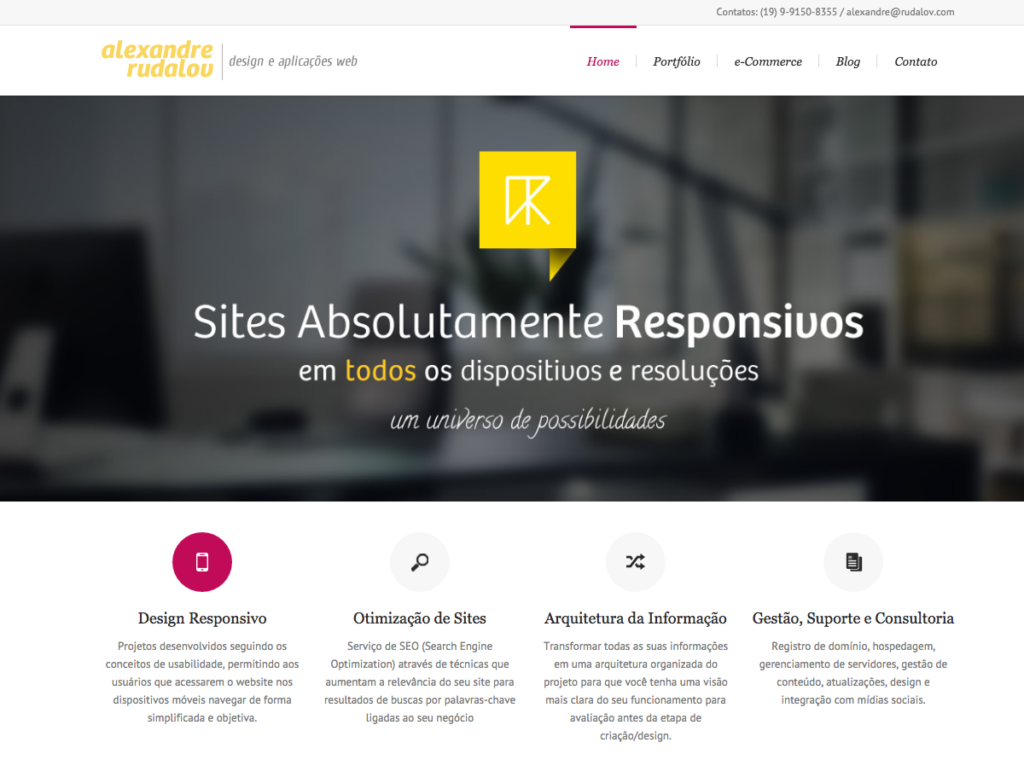 Contatos: (19) 9-9150-8355 / alexandre@rudalov.com
alexandre
rudalov
design e aplicações web
Home
Portfólio
e-Commerce
Blog
Contato
Sites Absolutamente Responsivos
em todos os dispositivos e resoluções
um universo de possibilidades
Design Responsivo
Projetos desenvolvidos seguindo os
conceitos de usabilidade, permitindo aos
usuários que acessarem o website nos
dispositivos móveis navegar de forma
simplificada e objetiva.
Otimização de Sites
Serviço de SEO (Search Engine
Optimization) através de técnicas que
aumentam a relevância do seu site para
resultados de buscas por palavras-chave
ligadas ao seu negócio
Arquitetura da Informação
Transformar todas as suas informações
em uma arquitetura organizada do
projeto para que você tenha uma visão
mais clara do seu funcionamento para
avaliação antes da etapa de
criação/design.
Gestão, Suporte e Consultoria
Registro de domínio, hospedagem,
gerenciamento de servidores, gestão de
conteúdo, atualizações, design e
integração com mídias sociais.